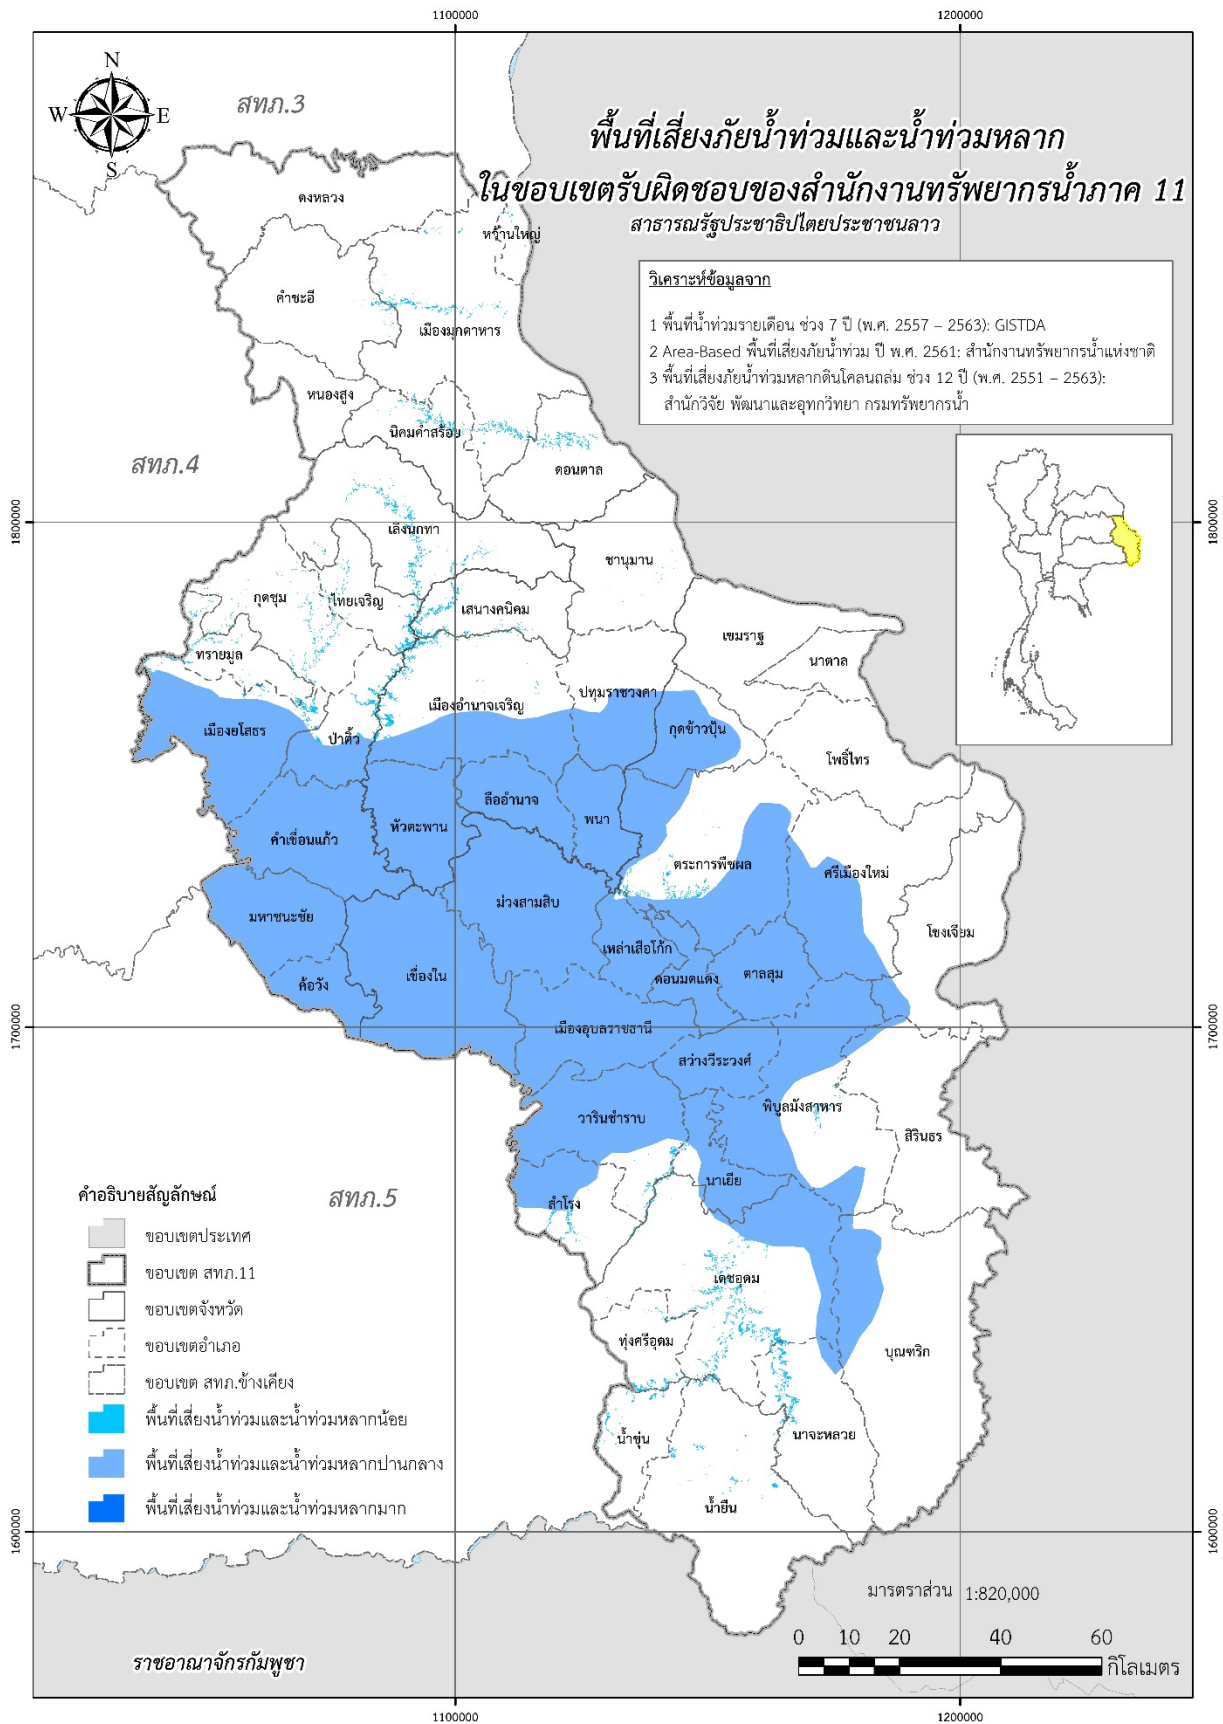 1100000
1200000
N
W
E
S
สทภ.3
พื้นที่เสี่ยงภัยน้ำท่วมและน้ำท่วมหลาก
ในขอบเขตรับผิดชอบของสำนักงานทรัพยากรน้ำภาค 11
สาธารณรัฐประชาธิปไตยประชาชนลาว
ดงหลวง
หว้านใหญ่
คำชะอี
เมืองมุกดาหาร
วิเคราะห์ข้อมูลจาก
1 พื้นที่น้ำท่วมรายเดือน ช่วง 7 ปี (พ.ศ. 2557 – 2563): GISTDA
2 Area-Based พื้นที่เสี่ยงภัยน้ำท่วม ปี พ.ศ. 2561: สำนักงานทรัพยากรน้ำแห่งชาติ
3 พื้นที่เสี่ยงภัยน้ำท่วมหลากดินโคลนถล่ม ช่วง 12 ปี (พ.ศ. 2551 – 2563):
สำนักวิจัย พัฒนาและอุทกวิทยา กรมทรัพยากรน้ำ
หนองสูง
นิคมคำสร้อย
สทภ.4
ดอนตาล
1800000
1800000
เลิงนกทา
ชานุมาน
กุดชุม
ไทยเจริญ
เสนางคนิคม
เขมราฐ
ทรายมูล
นาตาล
ปทุมราชวงศา
เมืองอำนาจเจริญ
เมืองยโสธร
ป่าติ้ว
กุดข้าวปุ้น
โพธิ์ไทร
ลืออำนาจ
หัวตะพาน
พนา
คำเขื่อนแก้ว
ตระการพืชผล
ศรีเมืองใหม่
ม่วงสามสิบ
มหาชนะชัย
โขงเจียม
เหล่าเสือโก้ก
เขื่องใน
ค้อวัง
ดอนมดแดง
ตาลสุม
1700000
1700000
เมืองอุบลราชธานี
สว่างวีระวงศ์
พิบูลมังสาหาร
วารินชำราบ
สิรินธร
นาเยีย
สำโรง
คำอธิบายสัญลักษณ์
สทภ.5
ขอบเขตประเทศ
ขอบเขต สทภ.11
ขอบเขตจังหวัด
ขอบเขตอำเภอ
ขอบเขต สทภ.ข้างเคียง
พื้นที่เสี่ยงน้ำท่วมและน้ำท่วมหลากน้อย
พื้นที่เสี่ยงน้ำท่วมและน้ำท่วมหลากปานกลาง
พื้นที่เสี่ยงน้ำท่วมและน้ำท่วมหลากมาก
เดชอุดม
ทุ่งศรีอุดม
บุณฑริก
น้ำขุ่น
นาจะหลวย
น้ำยืน
1600000
1600000
มาตราส่วน 1:820,000
0 10 20 40 60
กิโลเมตร
ราชอาณาจักรกัมพูชา
1100000
1200000